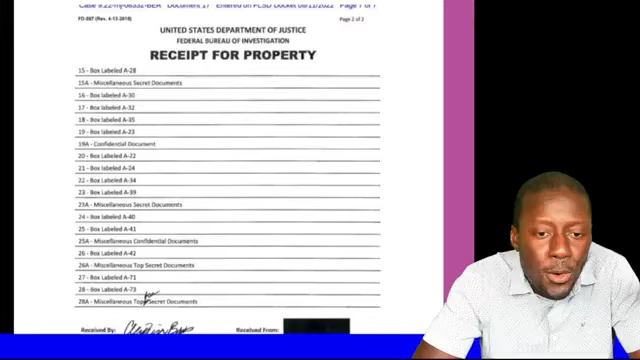 Case 9:22-mj-08332-BER Document 17 Entered on FLSD Docket 08/11/2022 Page 7 of 7
FD-597 (Rev. 4-13-2015)
Page 2 of 2
UNITED STATES DEPARTMENT OF JUSTICE
FEDERAL BUREAU OF INVESTIGATION
RECEIPT FOR PROPERTY
15 - Box Labeled A-28
15A - Miscellaneous Secret Documents
16 - Box labeled A-30
17 - Box labeled A-32
18 - Box labeled A-35
19 - Box labeled A-23
19A - Confidential Document
20 - Box Labeled A-22
21 - Box labeled A-24
22 - Box Labeled A-34
23 - Box Labeled A-39
23A - Miscellaneous Secret Documents
24 - Box Labeled A-40
25 - Box Labeled A-41
25A - Miscellaneous Confidential Documents
26 - Box Labeled A-42
26A - Miscellaneous Top Secret Documents
27 - Box Labeled A-71
28 - Box Labeled A-73
28A - Miscellaneous Top Secret Documents
Received By:
Received From: